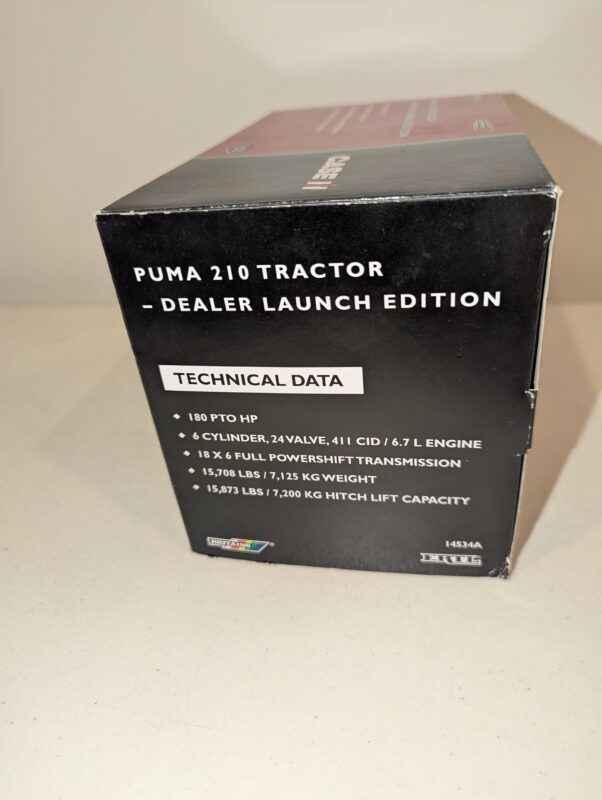 CASE II
PUMA 210 TRACTOR
– DEALER LAUNCH EDITION
TECHNICAL DATA
◆ 180 PTO HP
◆ 6 CYLINDER, 24 VALVE, 411 CID / 6.7 L ENGINE
◆ 18 X 6 FULL POWERSHIFT TRANSMISSION
◆ 15,708 LBS / 7,125 KG WEIGHT
◆ 15,873 LBS / 7,200 KG HITCH LIFT CAPACITY
BRITAINS ®
14534A
ERTL